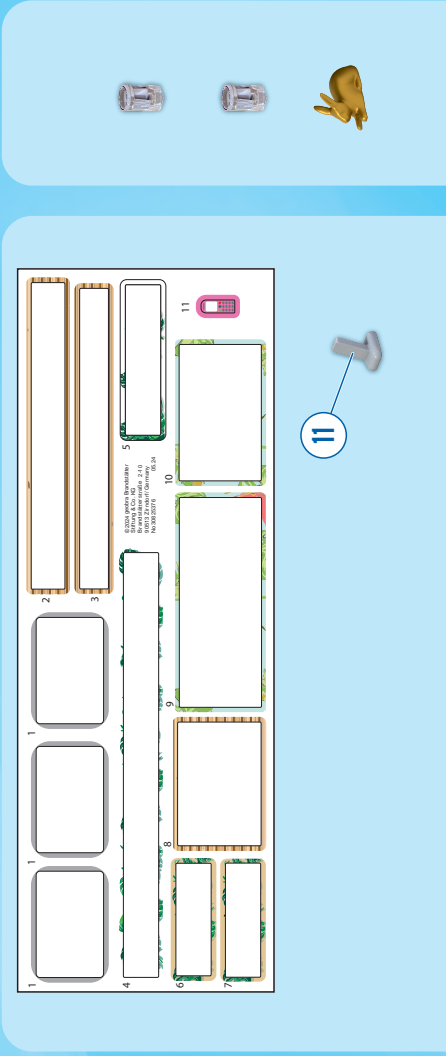 1
1
1
2
3
4
5
©2024 geobra Brandstätter
Stiftung & Co. KG
Brandstätterstraße 2-10
90513 Zirndorf/Germany
No 30825376 05.24
6
7
8
9
10
11
11